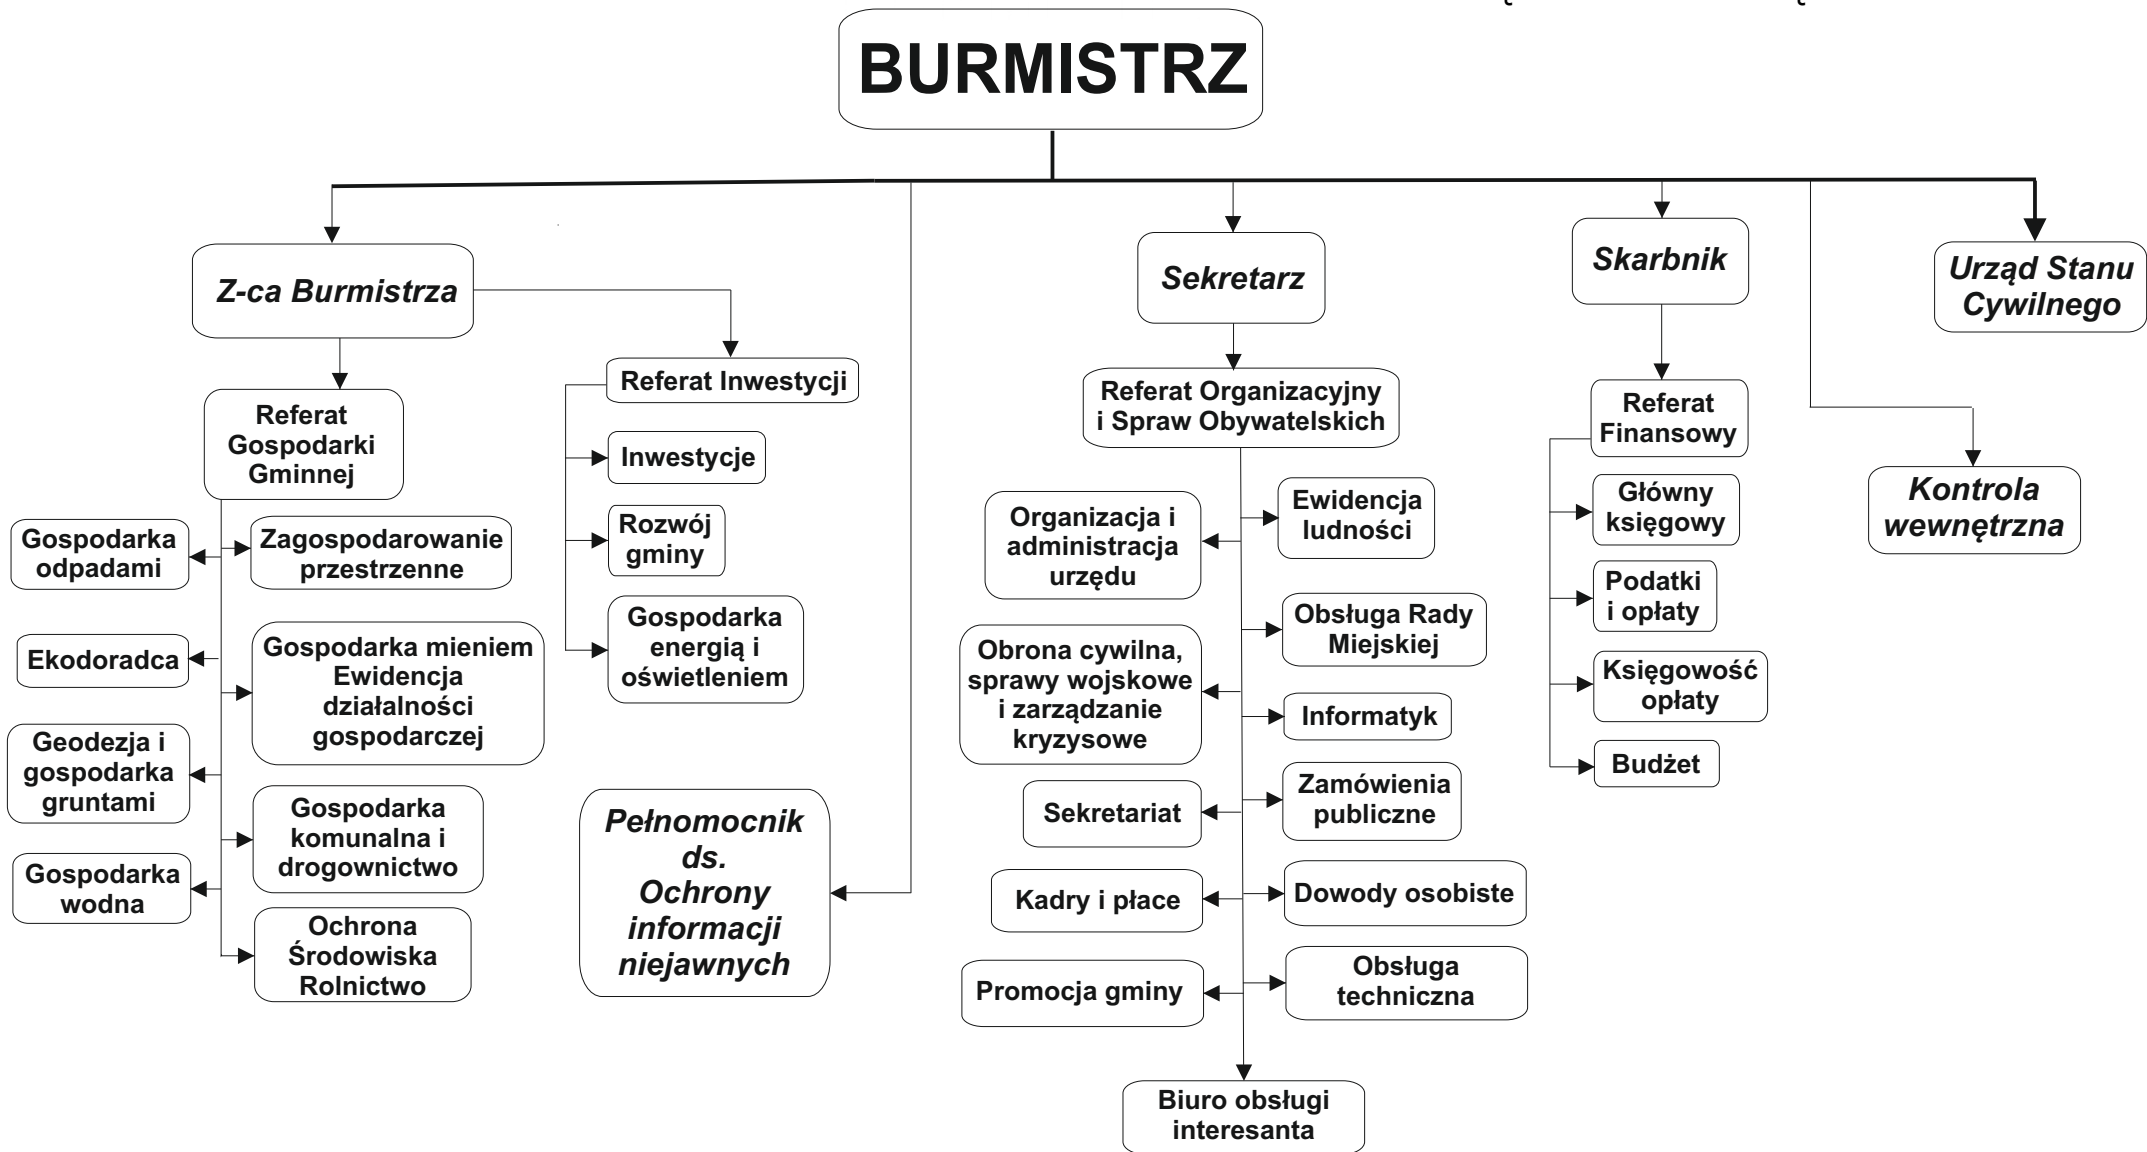 BURMISTRZ
Z-ca Burmistrza
Sekretarz
Skarbnik
Urząd Stanu
Cywilnego
Referat
Gospodarki
Gminnej
Referat Inwestycji
Referat Organizacyjny
i Spraw Obywatelskich
Referat
Finansowy
Kontrola
wewnętrzna
Gospodarka
odpadami
Zagospodarowanie
przestrzenne
Ekodoradca
Gospodarka mieniem
Ewidencja
działalności
gospodarczej
Geodezja i
gospodarka
gruntami
Gospodarka
komunalna i
drogownictwo
Gospodarka
wodna
Ochrona
Środowiska
Rolnictwo
Inwestycje
Rozwój
gminy
Gospodarka
energią i
oświetleniem
Pełnomocnik
ds.
Ochrony
informacji
niejawnych
Organizacja i
administracja
urzędu
Ewidencja
ludności
Obsługa Rady
Miejskiej
Obrona cywilna,
sprawy wojskowe
i zarządzanie
kryzysowe
Informatyk
Sekretariat
Zamówienia
publiczne
Kadry i płace
Dowody osobiste
Promocja gminy
Obsługa
techniczna
Biuro obsługi
interesanta
Główny
księgowy
Podatki
i opłaty
Księgowość
opłaty
Budżet